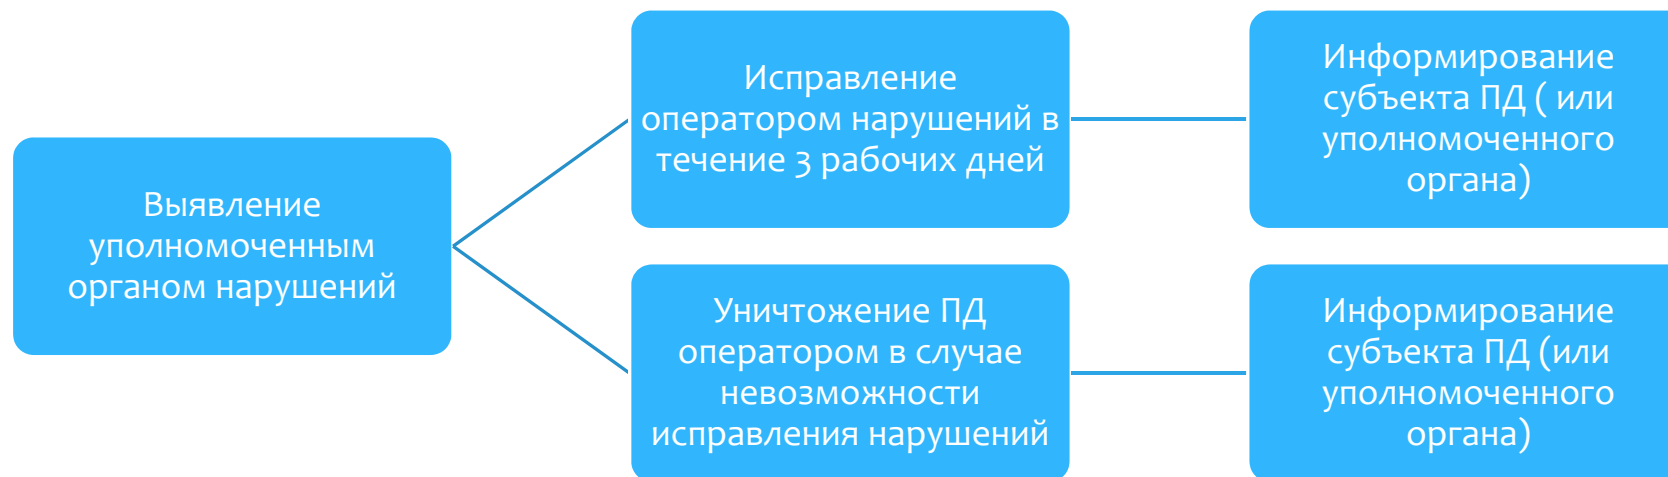 Выявление
уполномоченным
органом нарушений
Исправление
оператором нарушений в
течение 3 рабочих дней
Информирование
субъекта ПД ( или
уполномоченного
органа)
Уничтожение ПД
оператором в случае
невозможности
исправления нарушений
Информирование
субъекта ПД (или
уполномоченного
органа)